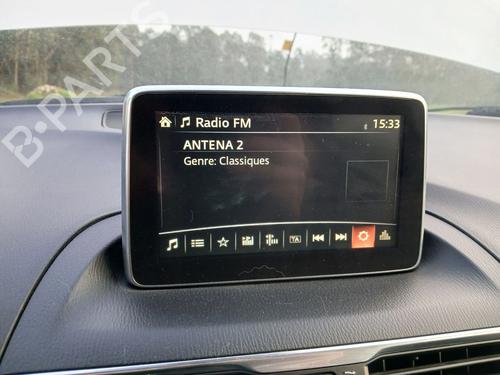 B-PARTS
Radio FM
15:33
ANTENA 2
Genre: Classiques
TA